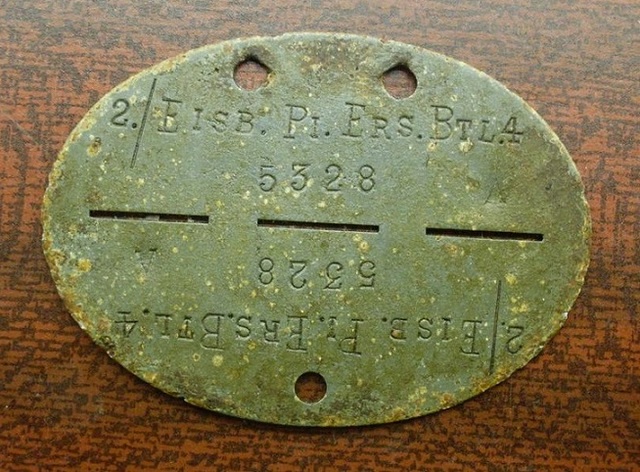 2./EISB. PI. ERS. BTL.4
5328
A
5328
A
2./EISB. PI. ERS. BTL.4